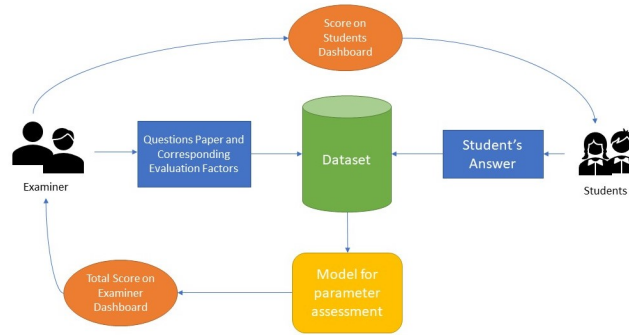 Score on
Students
Dashboard
Questions Paper and
Corresponding
Evaluation Factors
Dataset
Student's
Answer
Examiner
Students
Total Score on
Examiner
Dashboard
Model for
parameter
assessment